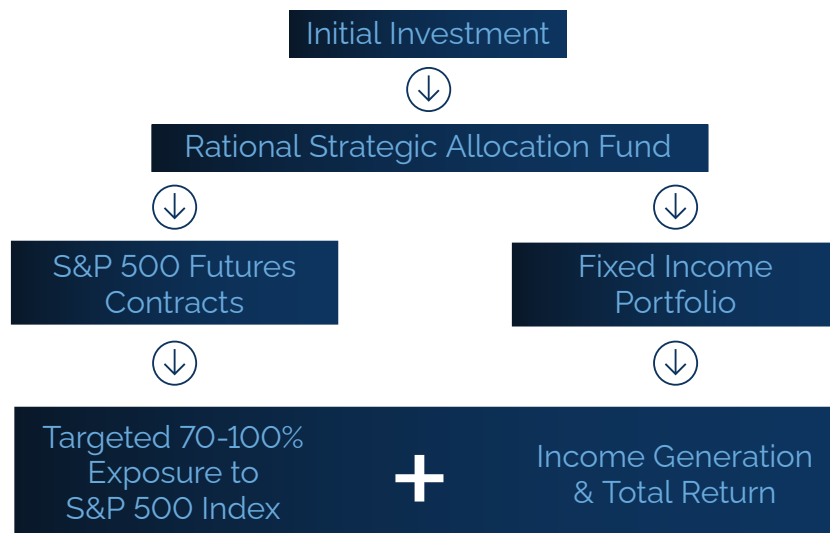 Initial Investment
Rational Strategic Allocation Fund
S&P 500 Futures
Contracts
Fixed Income
Portfolio
Targeted 70-100%
Exposure to
S&P 500 Index
+
Income Generation
& Total Return